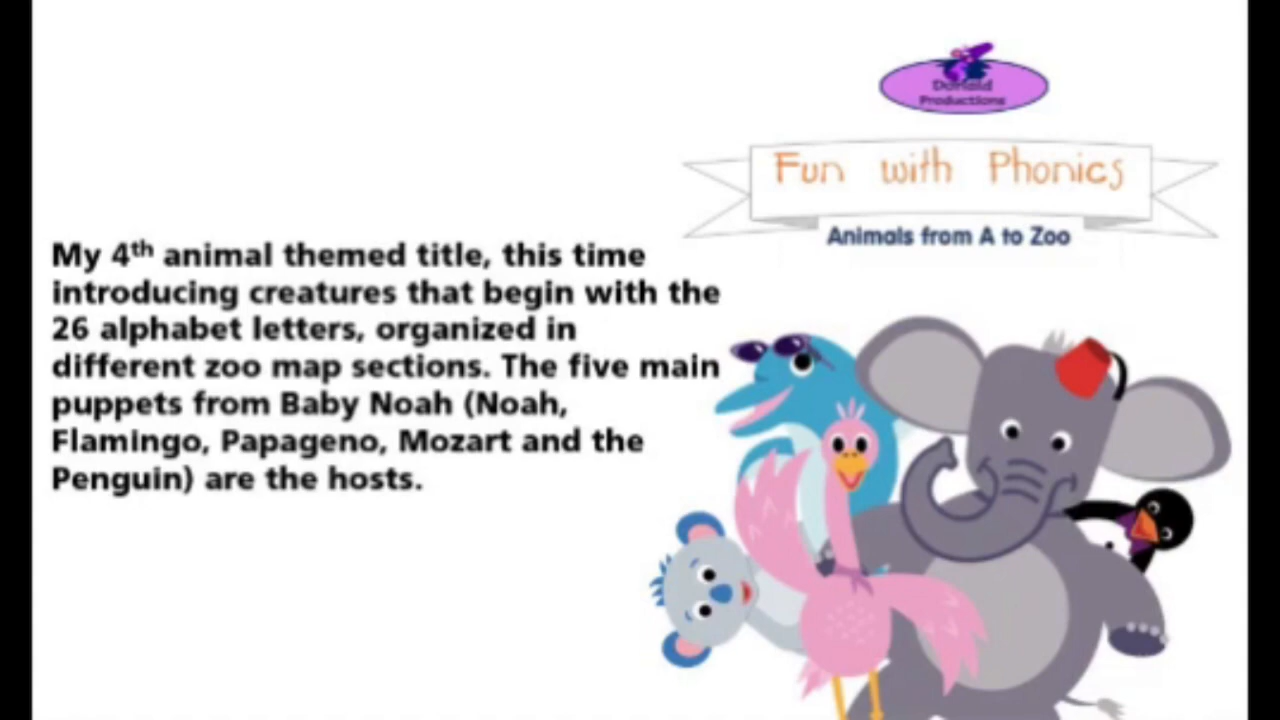 Donald
Productions
Fun with Phonics
Animals from A to Zoo
My 4th animal themed title, this time
introducing creatures that begin with the
26 alphabet letters, organized in
different zoo map sections. The five main
puppets from Baby Noah (Noah,
Flamingo, Papageno, Mozart and the
Penguin) are the hosts.